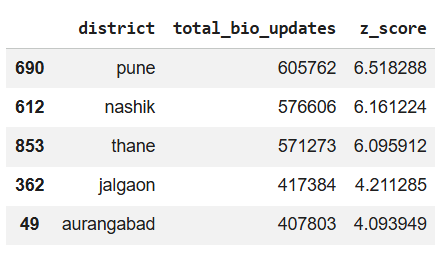 district total_bio_updates z_score
690 pune 605762 6.518288
612 nashik 576606 6.161224
853 thane 571273 6.095912
362 jalgaon 417384 4.211285
49 aurangabad 407803 4.093949